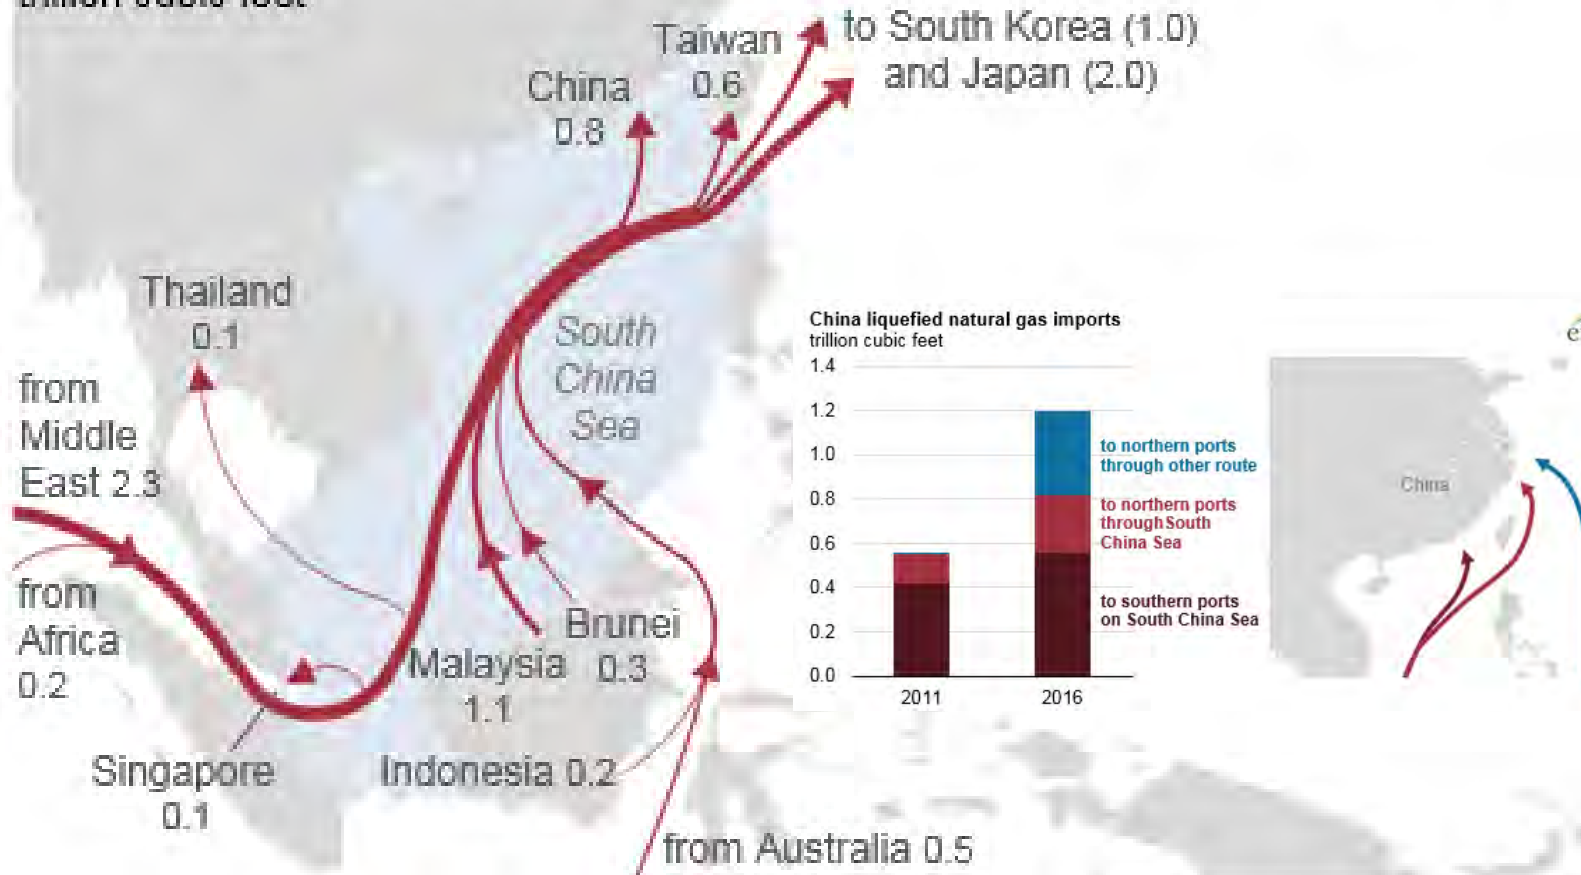 trillion cubic feet
to South Korea (1.0)
and Japan (2.0)
Taiwan
0.6
China
0.8
Thailand
0.1
South
China
Sea
from
Middle
East 2.3
from
Africa
0.2
Singapore
0.1
Malaysia
1.1
Brunei
0.3
Indonesia 0.2
from Australia 0.5
China liquefied natural gas imports
trillion cubic feet
1.4
1.2
1.0
0.8
0.6
0.4
0.2
0.0
2011
2016
to northern ports
through other route
to northern ports
through South
China Sea
to southern ports
on South China Sea
China
e